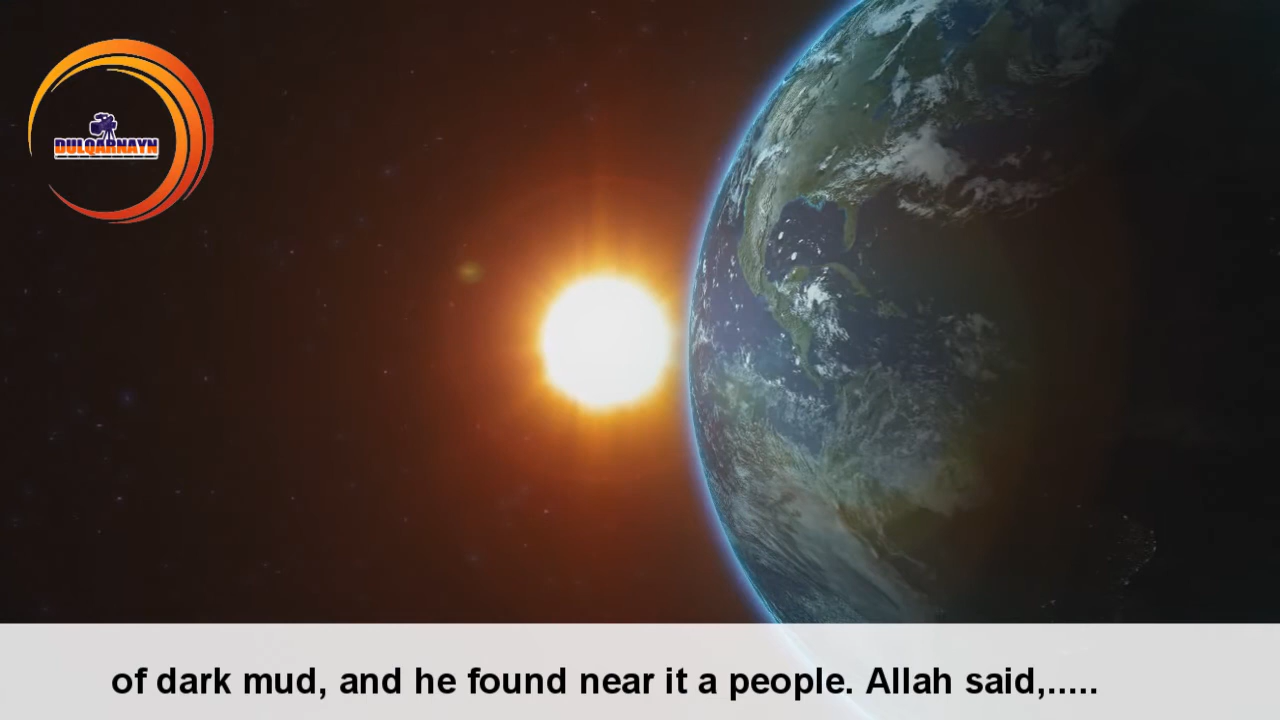 DULQARNAYN
of dark mud, and he found near it a people. Allah said,.....